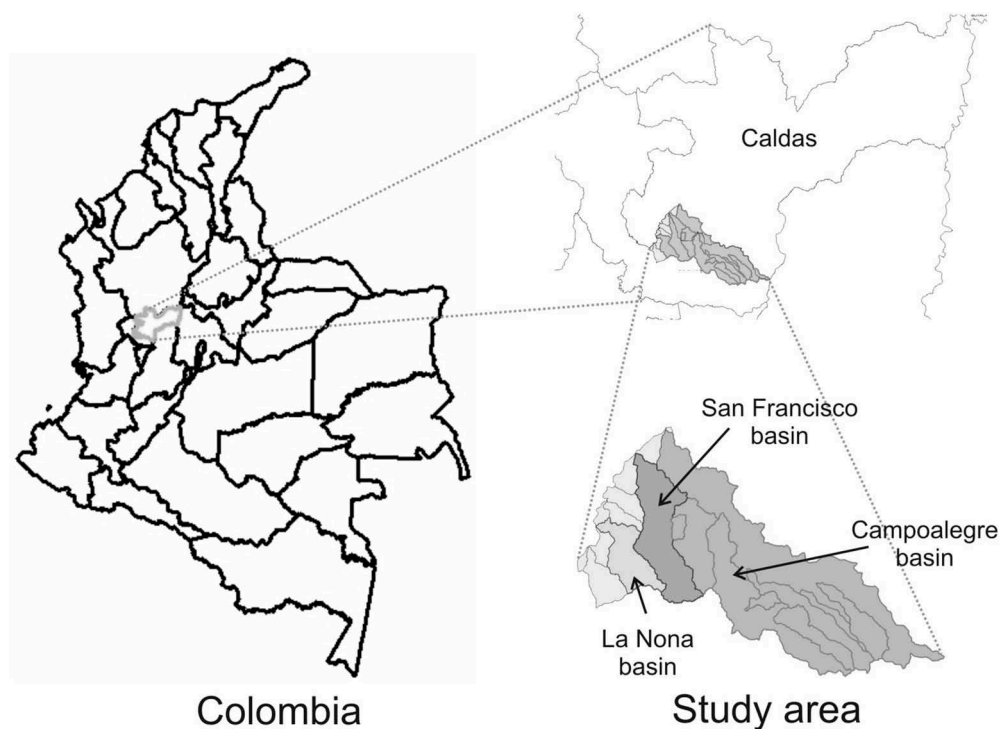 Caldas
San Francisco
basin
Campoalegre
basin
La Nona
basin
Colombia
Study area